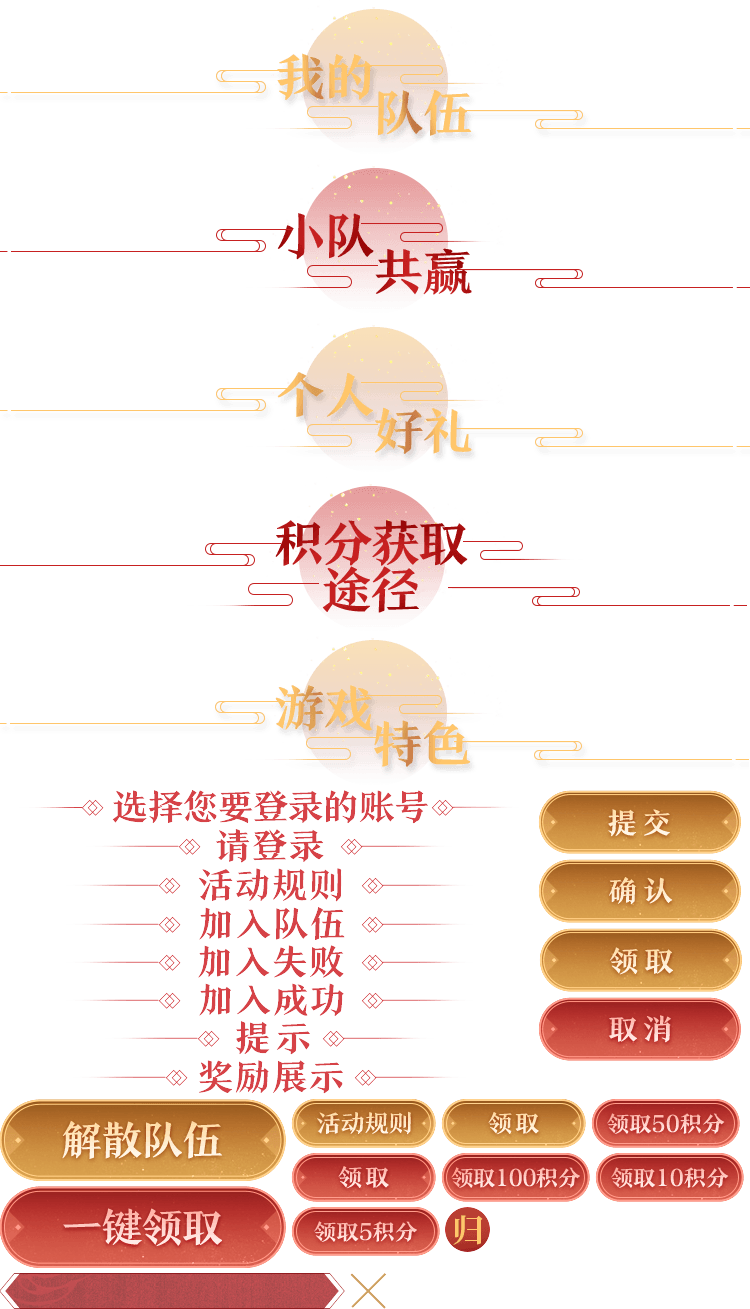 我的
队伍
小队
共赢
个人
好礼
积分获取
途径
游戏
特色
选择您要登录的账号
请登录
活动规则
加入队伍
加入失败
加入成功
提示
奖励展示
提交
确认
领取
取消
解散队伍
一键领取
活动规则
领取
领取50积分
领取
领取100积分
领取10积分
领取5积分
归